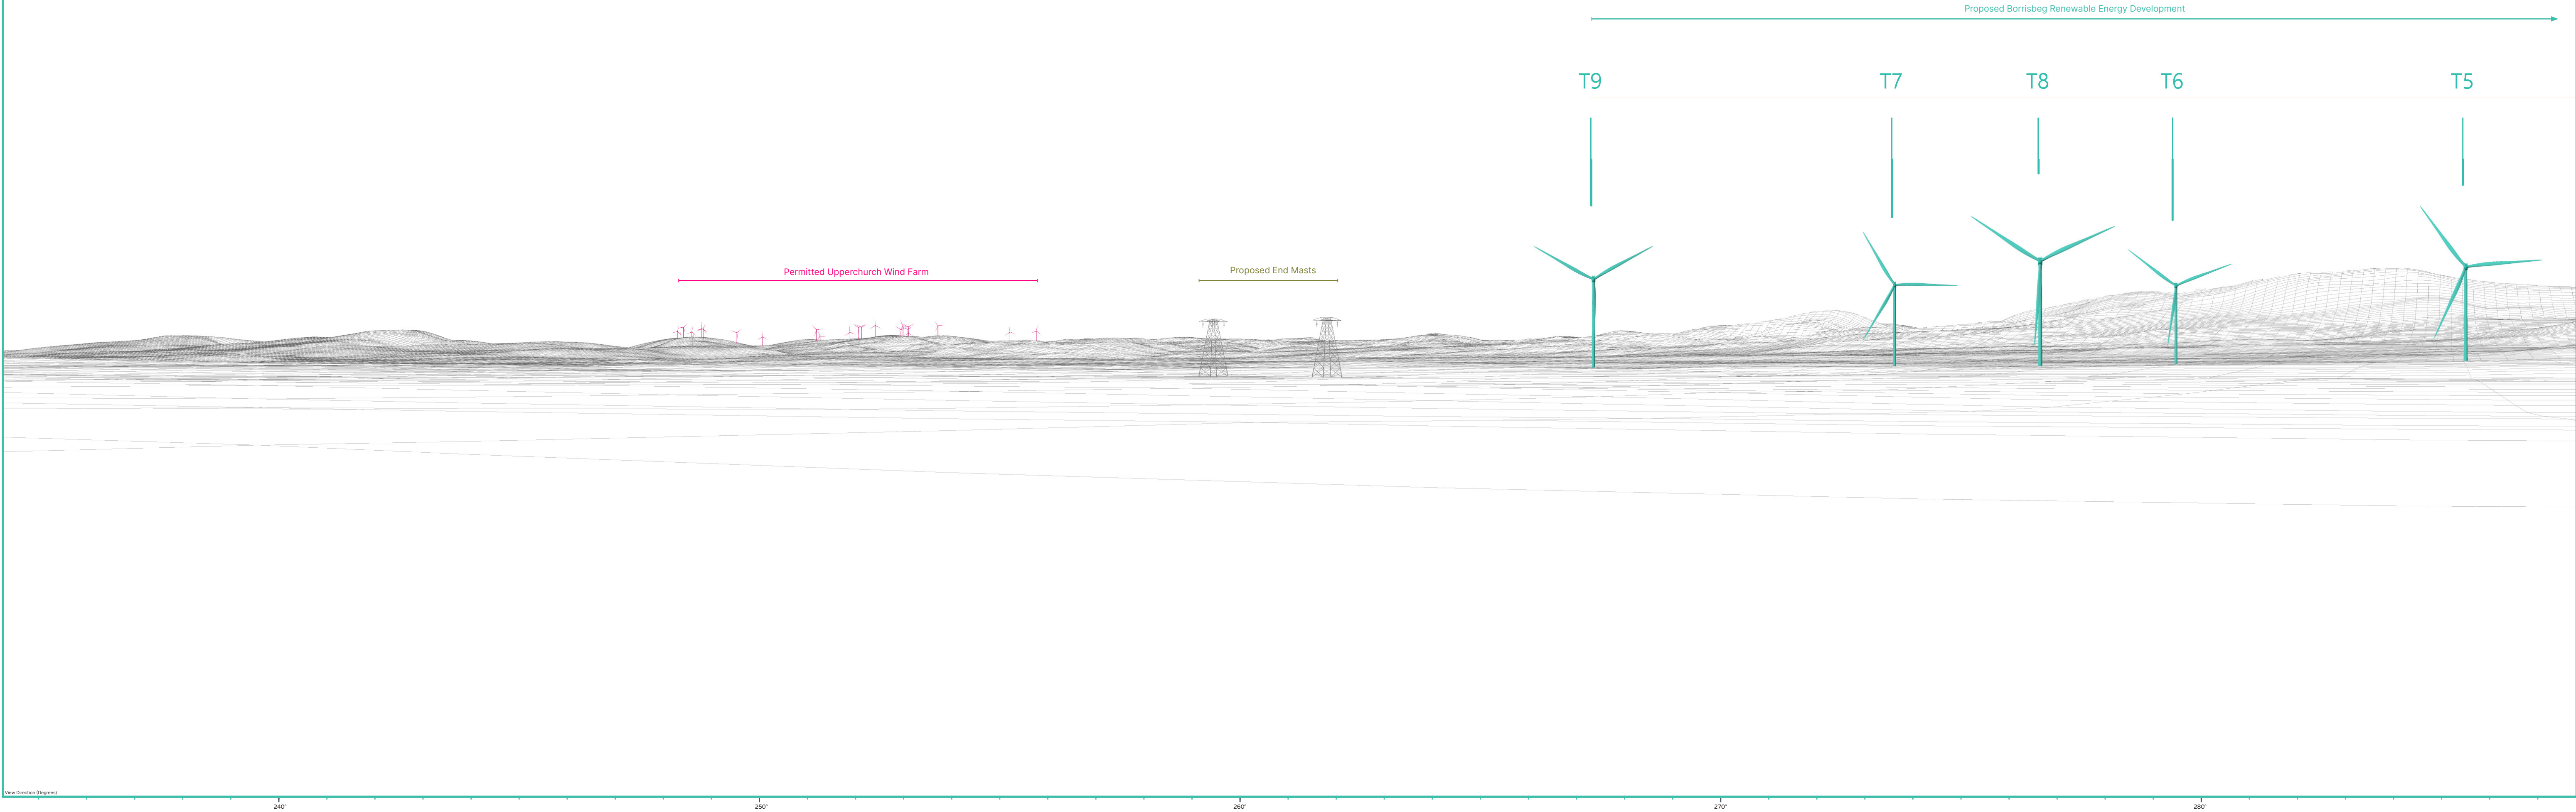 Proposed Borrisbeg Renewable Energy Development
T9 T7 T8 T6 T5
Permitted Upperchurch Wind Farm
Proposed End Masts
View Direction (Degrees)
240° 250° 260° 270° 280°